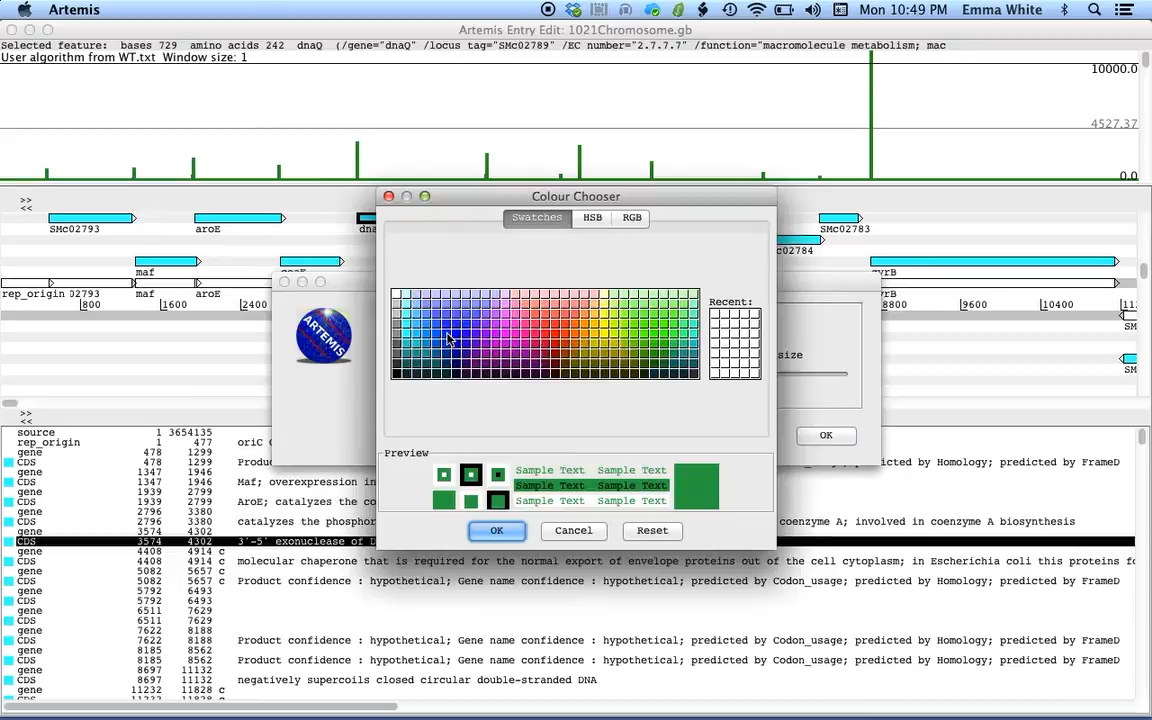 Artemis Mon 10:49 PM Emma White
Artemis Entry Edit: 1021Chromosome.gb
Selected feature: bases 729 amino acids 242 dnaQ (/gene="dnaQ" /locus tag="SMc02789" /EC number="2.7.7.7" /function="macromolecule metabolism; mac
User algorithm from WT.txt Window size: 1
10000.0
4527.37
0.0
Colour Chooser
>>
<<
Swatches HSB RGB
SMc02793 aroE SMc02783
maf gyrB
rep_origin maf aroE
800 1600 2400 8800 9600 10400
ARTEMIS
Recent:
size
OK
>>
<<
Preview
Sample Text Sample Text
Sample Text Sample Text
Sample Text Sample Text
OK Cancel Reset
source 1 3654135
rep_origin 1 477 oriC
gene 478 1299
CDS 478 1299 by Homology; predicted by FrameD
gene 1347 1946
CDS 1347 1946 Maf; overexpression in
gene 1939 2799
CDS 1939 2799 AroE; catalyzes the
gene 2796 3380
CDS 2796 3380 catalyzes the coenzyme A; involved in coenzyme A biosynthesis
gene 3574 4302
CDS 3574 4302 3'-5' exonuclease of
gene 4408 4914 c
CDS 4408 4914 c molecular chaperone that is required for the normal export of envelope proteins out of the cell cytoplasm; in Escherichia coli this proteins
gene 5082 5657 c
CDS 5082 5657 c Product confidence : hypothetical; Gene name confidence : hypothetical; predicted by Codon_usage; predicted by Homology; predicted by FrameD
gene 5792 6493
CDS 5792 6493
gene 6511 7629
CDS 6511 7629
gene 7622 8188
CDS 7622 8188 Product confidence : hypothetical; Gene name confidence : hypothetical; predicted by Codon_usage; predicted by Homology; predicted by FrameD
gene 8185 8562
CDS 8185 8562 Product confidence : hypothetical; Gene name confidence : hypothetical; predicted by Codon_usage; predicted by Homology; predicted by FrameD
gene 8697 11132
CDS 8697 11132 negatively supercoils closed circular double-stranded DNA
gene 11232 11828 c